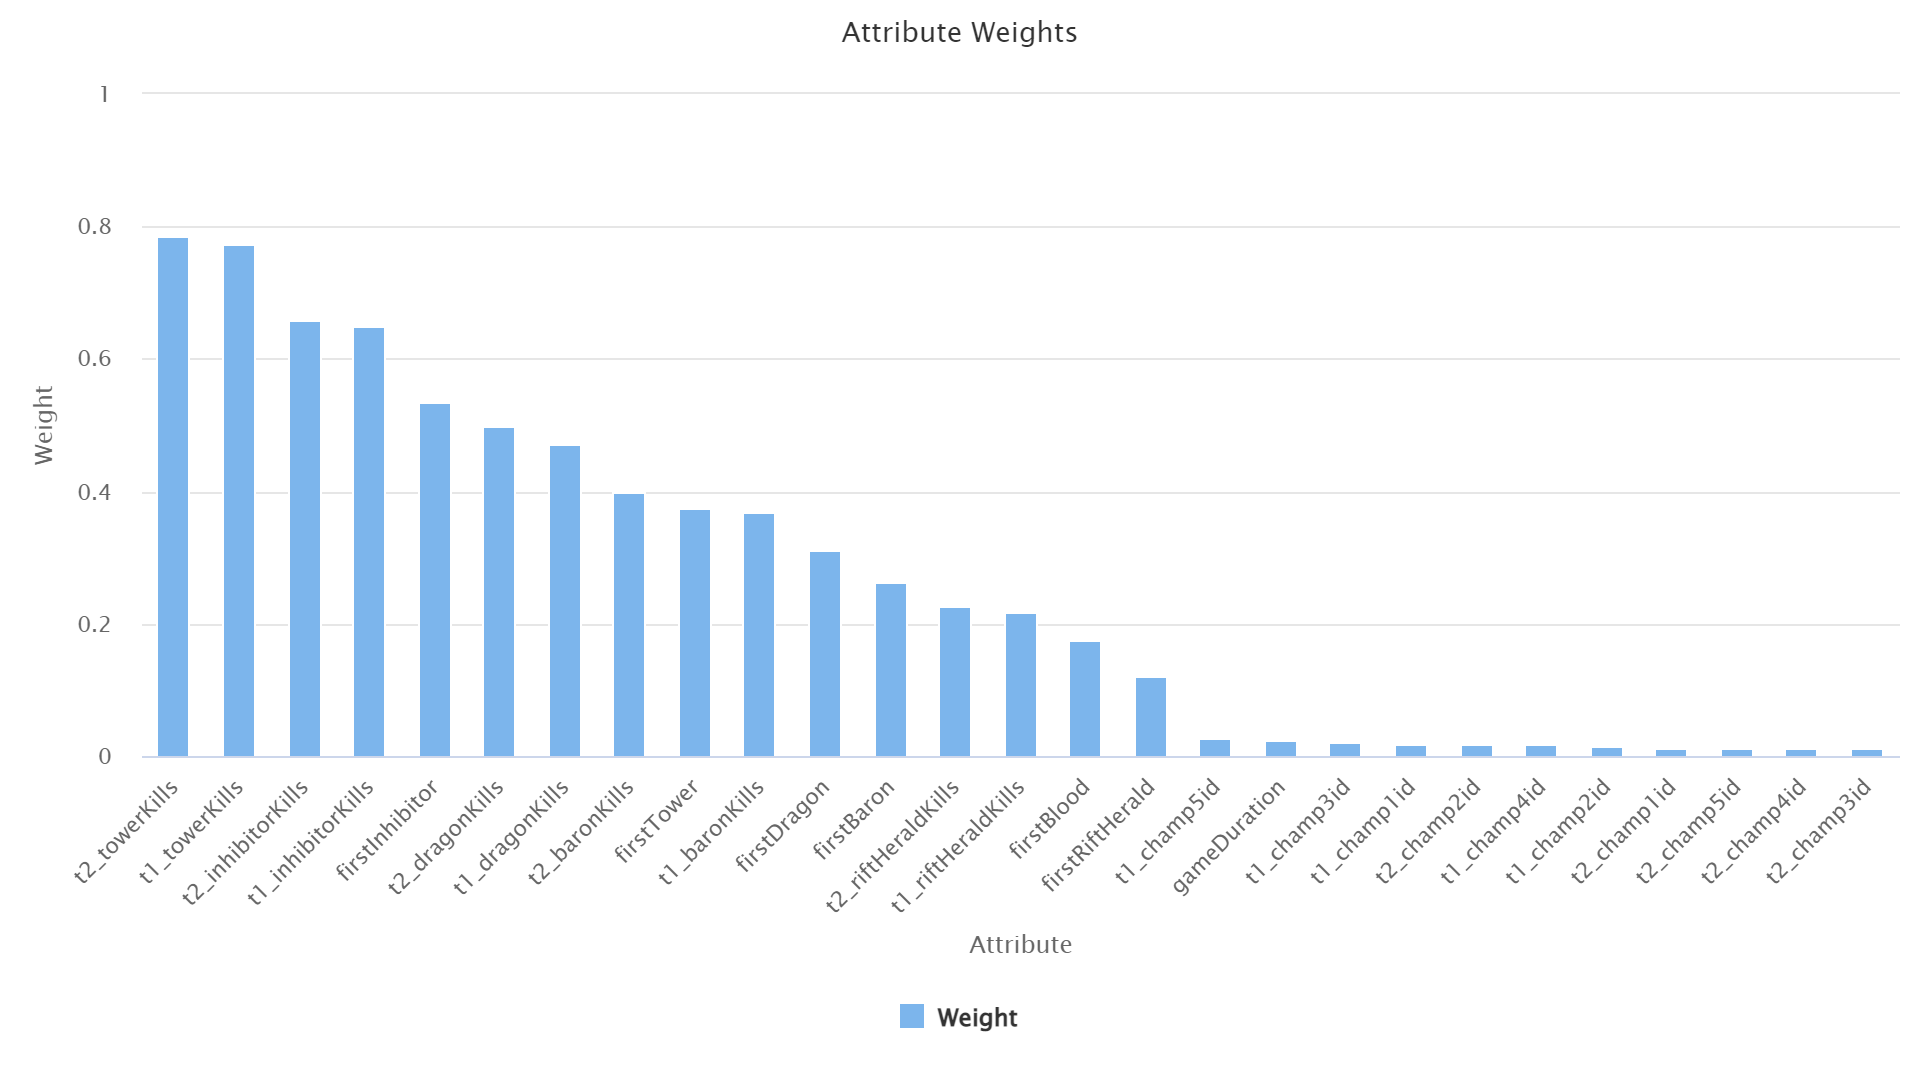 Attribute Weights
1
0.8
0.6
0.4
0.2
0
Weight
t2_towerKills
t1_towerKills
t2_inhibitorKills
t1_inhibitorKills
firstInhibitor
t2_dragonKills
t1_dragonKills
t2_baronKills
firstTower
t1_baronKills
firstDragon
firstBaron
t2_riftHeraldKills
t1_riftHeraldKills
firstBlood
firstRiftHerald
t1_champ5id
gameDuration
t1_champ3id
t1_champ1id
t2_champ2id
t1_champ4id
t1_champ2id
t2_champ1id
t2_champ5id
t2_champ4id
t2_champ3id
Attribute
Weight